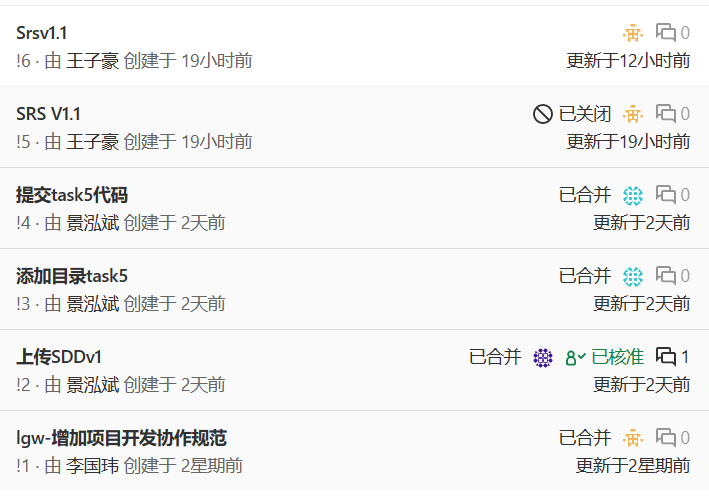 Srsv1.1
0
!6 · 由 王子豪 创建于 19小时前
更新于12小时前
SRS V1.1
已关闭 0
!5 · 由 王子豪 创建于 19小时前
更新于19小时前
提交task5代码
已合并 0
!4 · 由 景泓斌 创建于 2天前
更新于2天前
添加目录task5
已合并 0
!3 · 由 景泓斌 创建于 2天前
更新于2天前
上传SDDv1
已合并 已核准 1
!2 · 由 景泓斌 创建于 2天前
更新于2天前
lgw-增加项目开发协作规范
已合并 0
!1 · 由 李国玮 创建于 2星期前
更新于2星期前